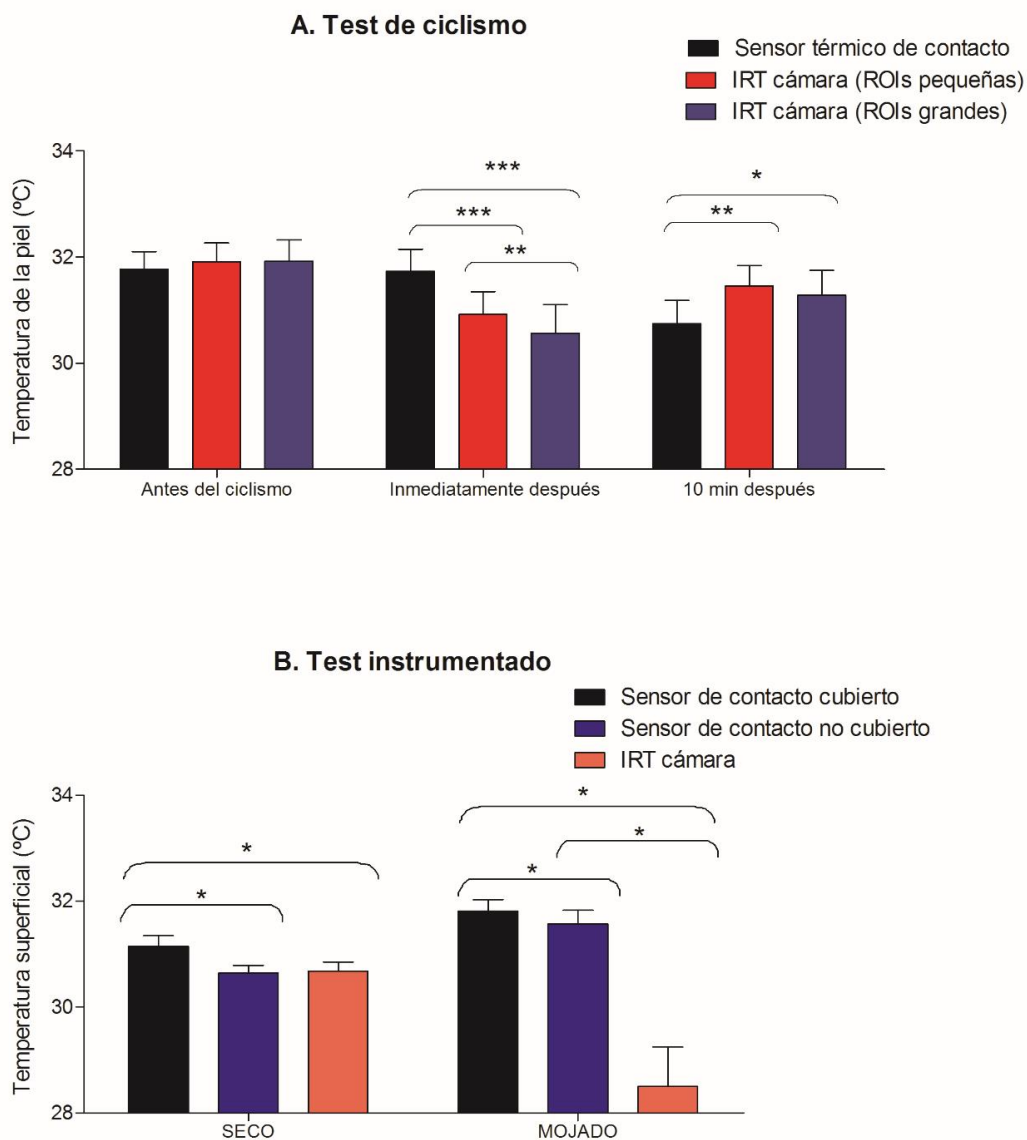 A. Test de ciclismo
Sensor térmico de contacto
IRT cámara (ROIs pequeñas)
IRT cámara (ROIs grandes)
Temperatura de la piel (ºC)
34
32
30
28
***
***
**
*
**
Antes del ciclismo
Inmediatamente después
10 min después
B. Test instrumentado
Sensor de contacto cubierto
Sensor de contacto no cubierto
IRT cámara
Temperatura superficial (ºC)
34
32
30
28
*
*
*
*
*
SECO
MOJADO